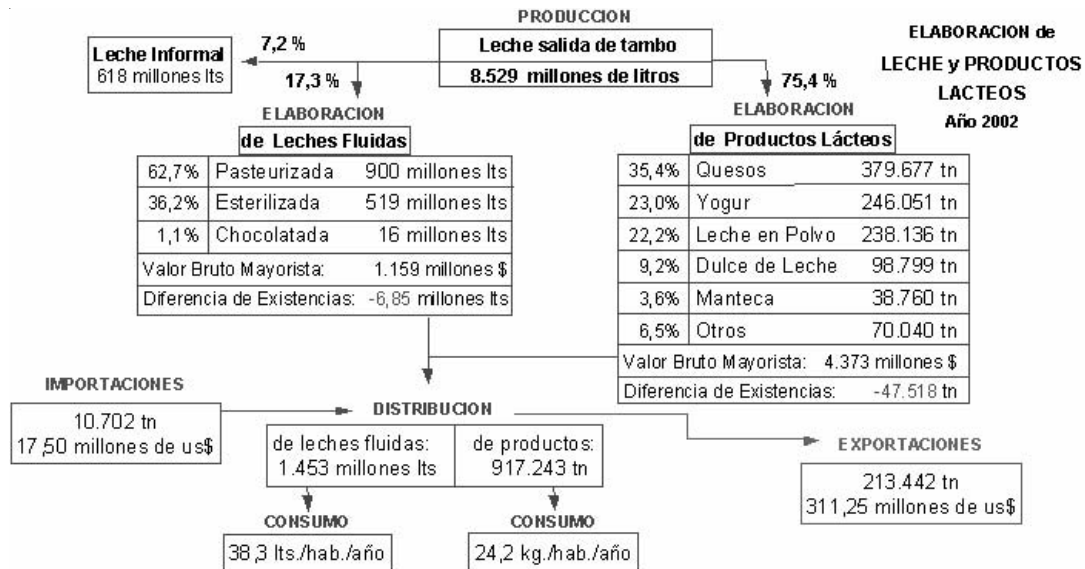 PRODUCCION
Leche salida de tambo
8.529 millones de litros
ELABORACION de
LECHE y PRODUCTOS
LACTEOS
Año 2002
Leche Informal
618 millones lts
7,2 %
17,3 %
75,4 %
ELABORACION
de Leches Fluidas
62,7% Pasteurizada 900 millones lts
36,2% Esterilizada 519 millones lts
1,1% Chocolatada 16 millones lts
Valor Bruto Mayorista: 1.159 millones $
Diferencia de Existencias: -6,85 millones lts
ELABORACION
de Productos Lácteos
35,4% Quesos 379.677 tn
23,0% Yogur 246.051 tn
22,2% Leche en Polvo 238.136 tn
9,2% Dulce de Leche 98.799 tn
3,6% Manteca 38.760 tn
6,5% Otros 70.040 tn
Valor Bruto Mayorista: 4.373 millones $
Diferencia de Existencias: -47.518 tn
IMPORTACIONES
10.702 tn
17,50 millones de us$
DISTRIBUCION
de leches fluidas:
1.453 millones lts
de productos:
917.243 tn
EXPORTACIONES
213.442 tn
311,25 millones de us$
CONSUMO
38,3 lts./hab./año
CONSUMO
24,2 kg./hab./año